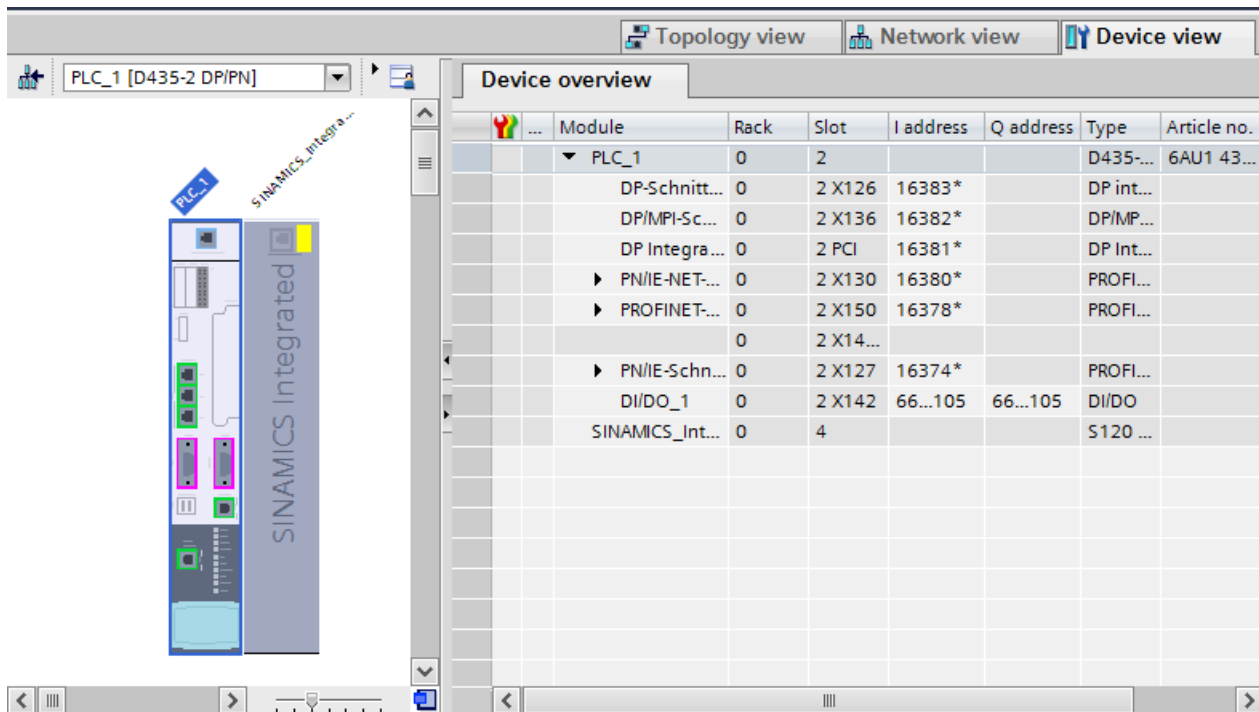 Topology view Network view Device view
PLC_1 [D435-2 DP/PN]
Device overview
PLC_1
SINAMICS_Integra...
SINAMICS Integrated
... Module Rack Slot I address Q address Type Article no.
PLC_1 0 2 D435-... 6AU1 43...
DP-Schnitt... 0 2 X126 16383* DP int...
DP/MPI-Sc... 0 2 X136 16382* DP/MP...
DP Integra... 0 2 PCI 16381* DP Int...
PN/IE-NET-... 0 2 X130 16380* PROFI...
PROFINET-... 0 2 X150 16378* PROFI...
0 2 X14...
PN/IE-Schn... 0 2 X127 16374* PROFI...
DI/DO_1 0 2 X142 66...105 66...105 DI/DO
SINAMICS_Int... 0 4 S120 ...